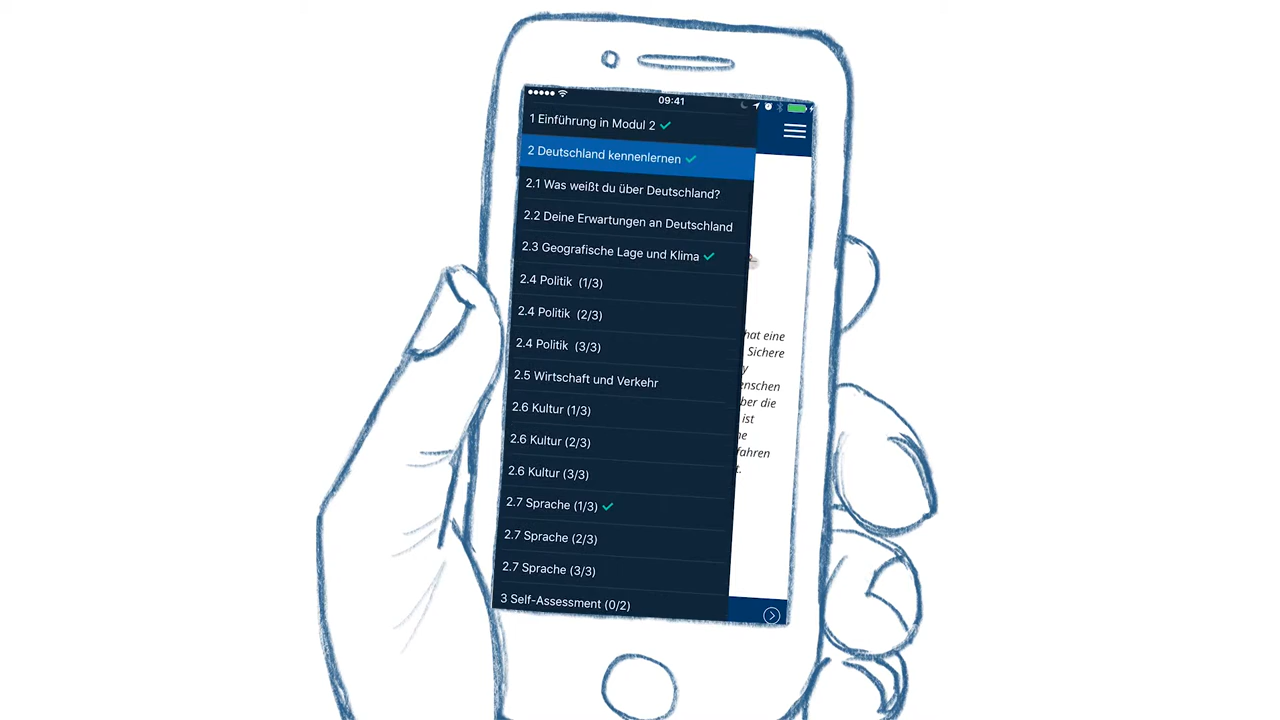 09:41
1 Einführung in Modul 2
2 Deutschland kennenlernen
2.1 Was weißt du über Deutschland?
2.2 Deine Erwartungen an Deutschland
2.3 Geografische Lage und Klima
2.4 Politik (1/3)
2.4 Politik (2/3)
2.4 Politik (3/3)
2.5 Wirtschaft und Verkehr
2.6 Kultur (1/3)
2.6 Kultur (2/3)
2.6 Kultur (3/3)
2.7 Sprache (1/3)
2.7 Sprache (2/3)
2.7 Sprache (3/3)
3 Self-Assessment (0/2)
hat eine
Sichere
die
ist